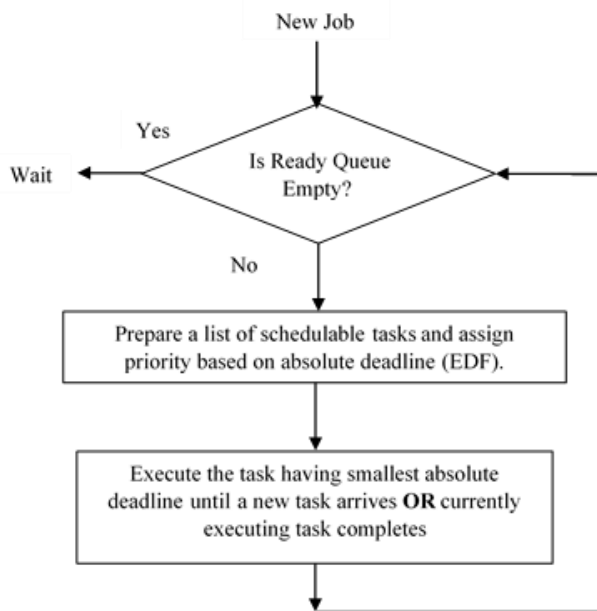 New Job
Yes
Is Ready Queue
Empty?
Wait
No
Prepare a list of schedulable tasks and assign
priority based on absolute deadline (EDF).
Execute the task having smallest absolute
deadline until a new task arrives OR currently
executing task completes